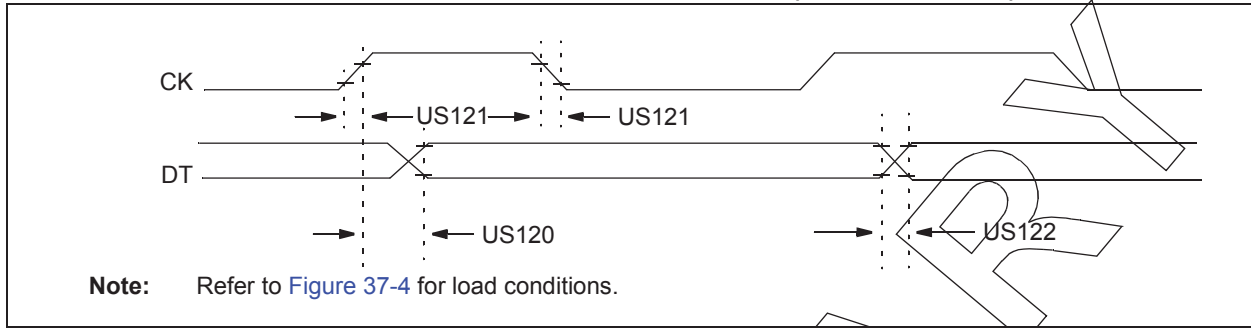 CK
US121
US121
DT
US120
US122
Note: Refer to Figure 37-4 for load conditions.